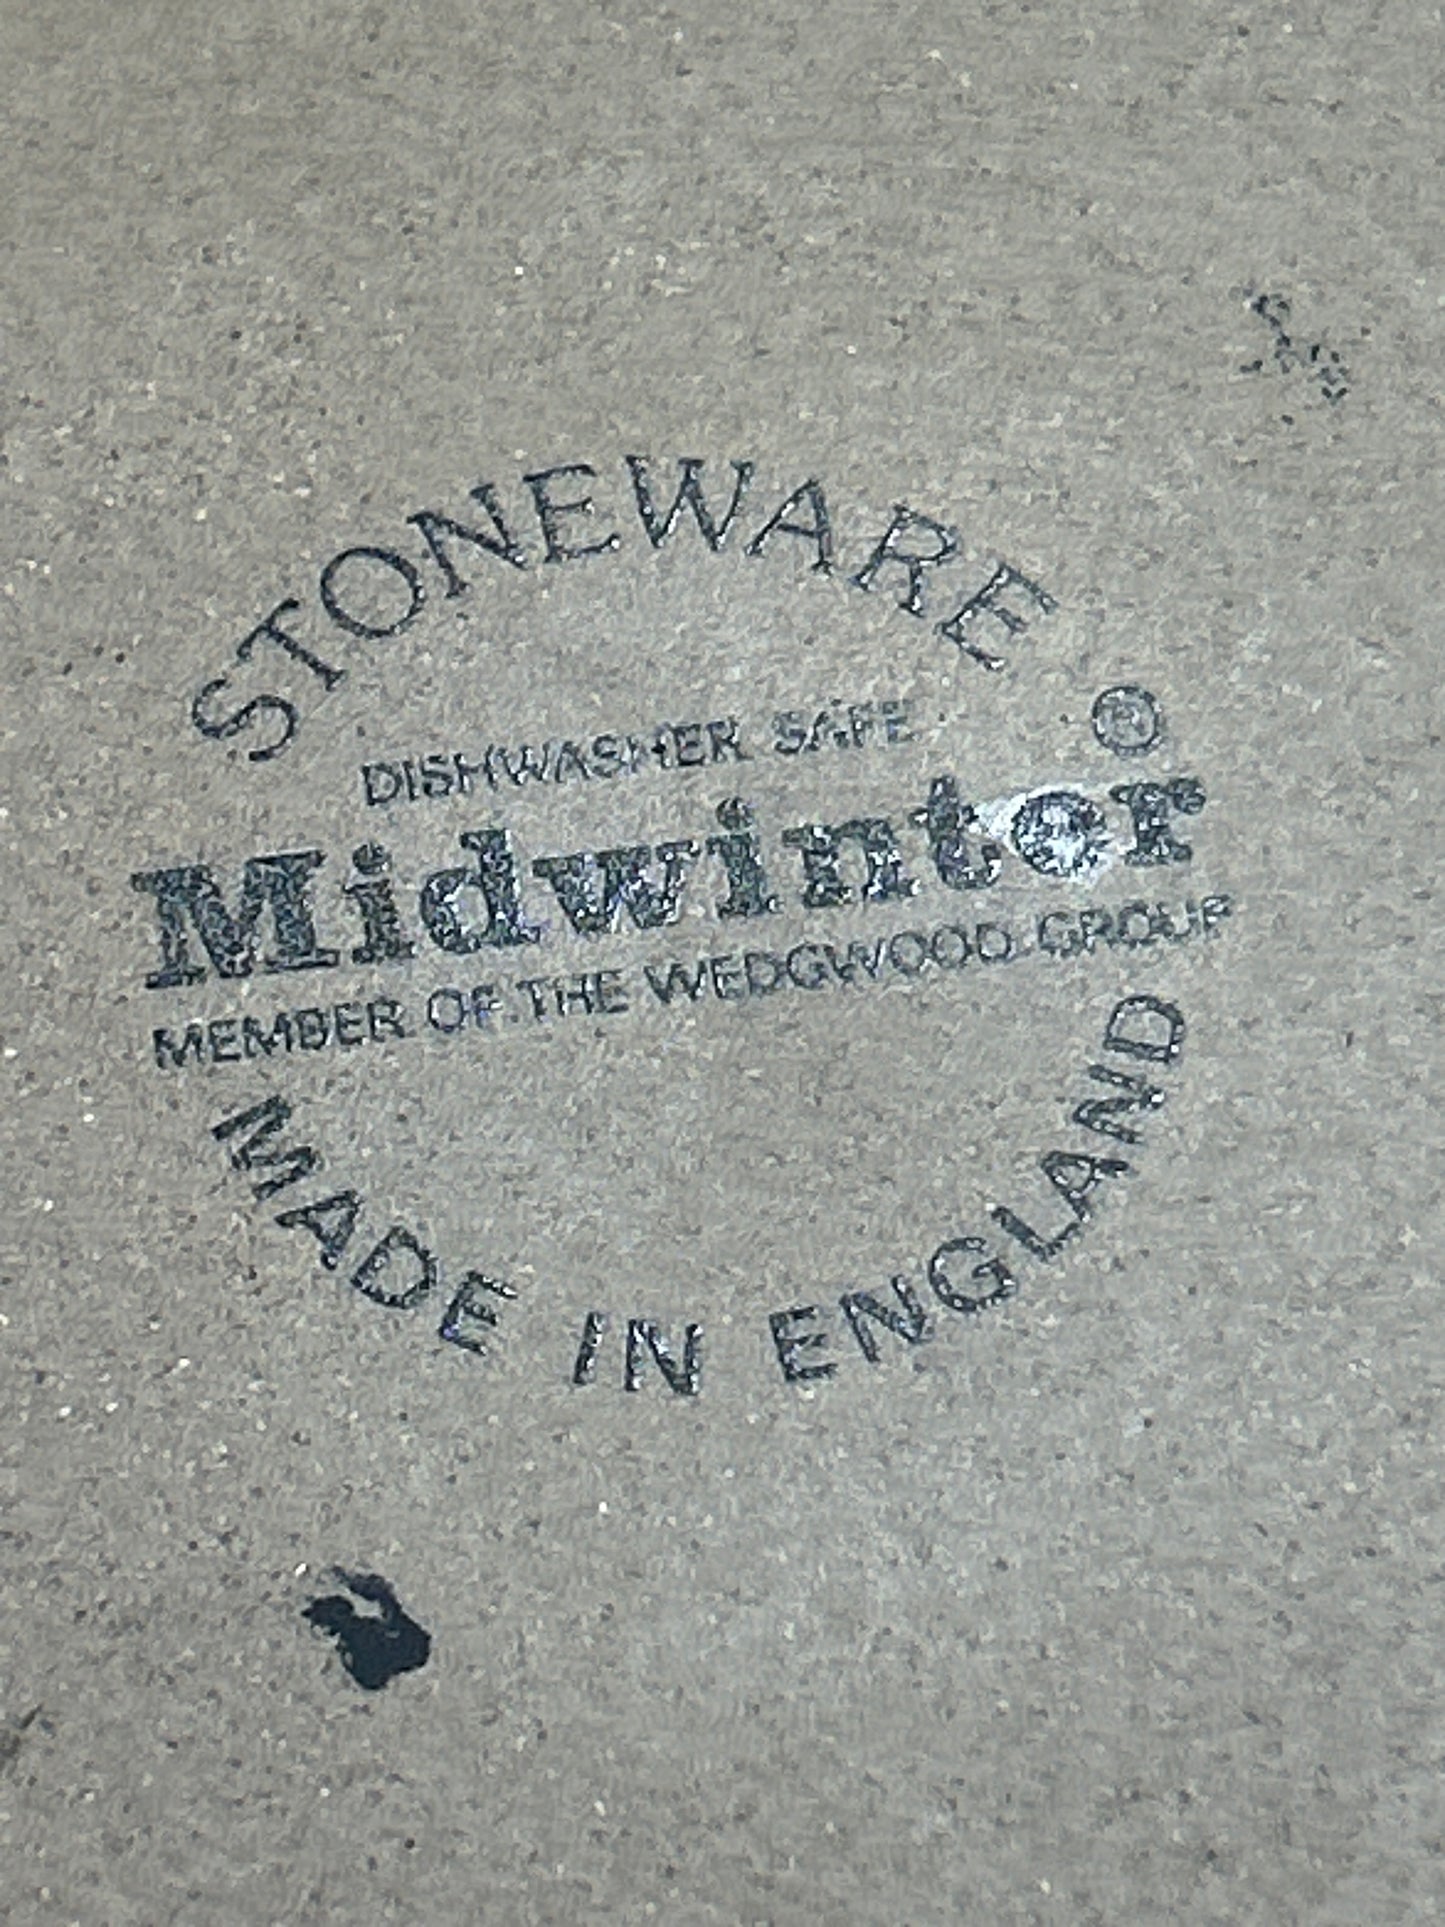 STONEWARE
DISHWASHER SAFE
®
Midwinter
MEMBER OF THE WEDGWOOD GROUP
MADE IN ENGLAND